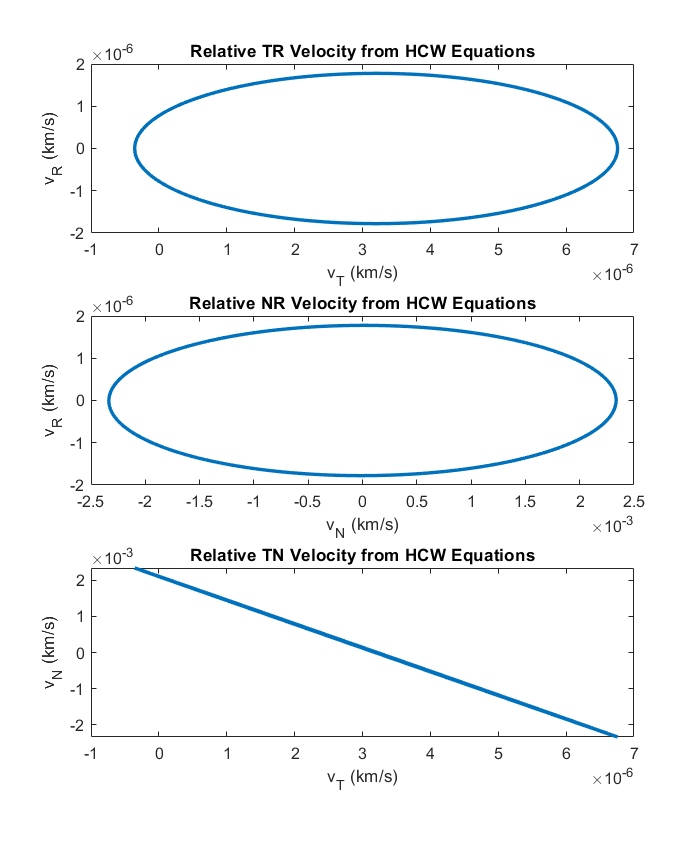 Relative TR Velocity from HCW Equations
×10-6
2
1
0
-1
-2
v_R (km/s)
-1 0 1 2 3 4 5 6 7
v_T (km/s)
×10-6
Relative NR Velocity from HCW Equations
×10-6
2
1
0
-1
-2
v_R (km/s)
-2.5 -2 -1.5 -1 -0.5 0 0.5 1 1.5 2 2.5
v_N (km/s)
×10-3
Relative TN Velocity from HCW Equations
×10-3
2
1
0
-1
-2
v_N (km/s)
-1 0 1 2 3 4 5 6 7
v_T (km/s)
×10-6